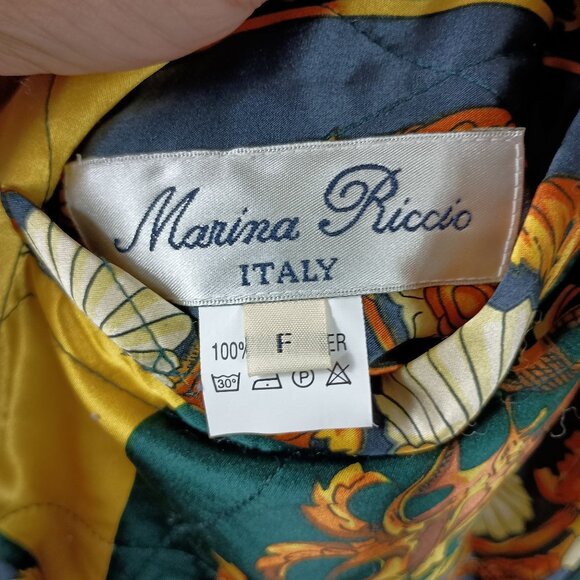 Marina Riccio
ITALY
F
100% ER
30°
P